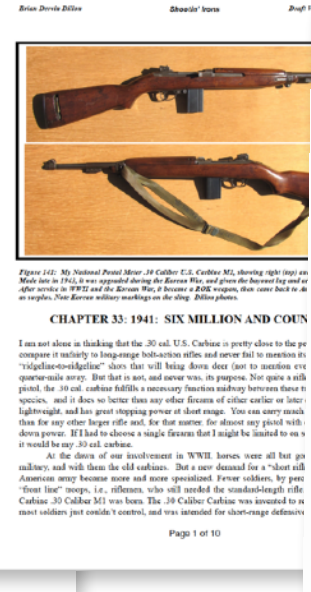 Brian Dervin Dillon Shootin' Irons Draft
Figure 141: My National Postal Meter .30 Caliber U.S. Carbine M1, showing right (top) an
Made late in 1943, it was upgraded during the Korean War, and given the bayonet lug and
After service in WWII and the Korean War, it became a ROK weapon, then came back to
as surplus. Note Korean military markings on the sling. Dillon photos.
CHAPTER 33: 1941: SIX MILLION AND COUN
I am not alone in thinking that the .30 cal. U.S. Carbine is pretty close to the pe
compare it unfairly to long-range bolt-action rifles and never fail to mention its
"ridgeline-to-ridgeline" shots that will bring down deer (not to mention eve
quarter-mile away. But that is not, and never was, its purpose. Not quite a rifle
pistol, the .30 cal. carbine fulfills a necessary function midway between these
species, and it does so better than any other firearm of either earlier or later
lightweight, and has great stopping power at short range. You can carry much
than for any other larger rifle and, for that matter, for almost any pistol with
down power. If I had to choose a single firearm that I might be limited to on
it would be my .30 cal. carbine.
At the dawn of our involvement in WWII, horses were all but go
military, and with them the old carbines. But a new demand for a "short rifl
American army became more and more specialized. Fewer soldiers, by perc
"front line" troops, i.e., riflemen, who still needed the standard-length rifle
Carbine .30 Caliber M1 was born. The .30 Caliber Carbine was invented to
most soldiers just couldn't control, and was intended for short-range defensive
Page 1 of 10